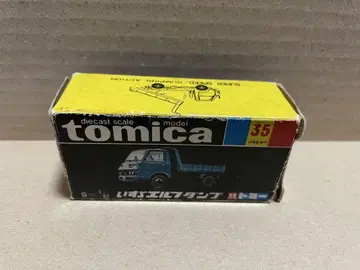 SUPER SPEED DUMPING ACTION
diecast scale model
tomica
35
JAPAN
いすゞエルフダンプ トミー